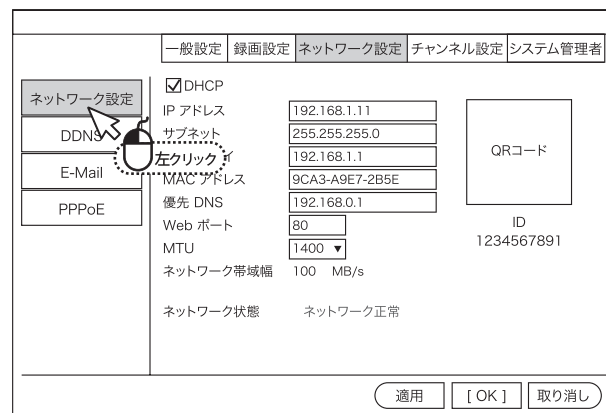 一般設定 録画設定 ネットワーク設定 チャンネル設定 システム管理者
ネットワーク設定
DDNS
E-Mail
PPPoE
左クリック
DHCP
IP アドレス 192.168.1.11
サブネット 255.255.255.0
192.168.1.1
MAC アドレス 9CA3-A9E7-2B5E
優先 DNS 192.168.0.1
Web ポート 80
MTU 1400 ▼
ネットワーク帯域幅 100 MB/s
ネットワーク状態 ネットワーク正常
QRコード
ID
1234567891
適用 [ OK ] 取り消し